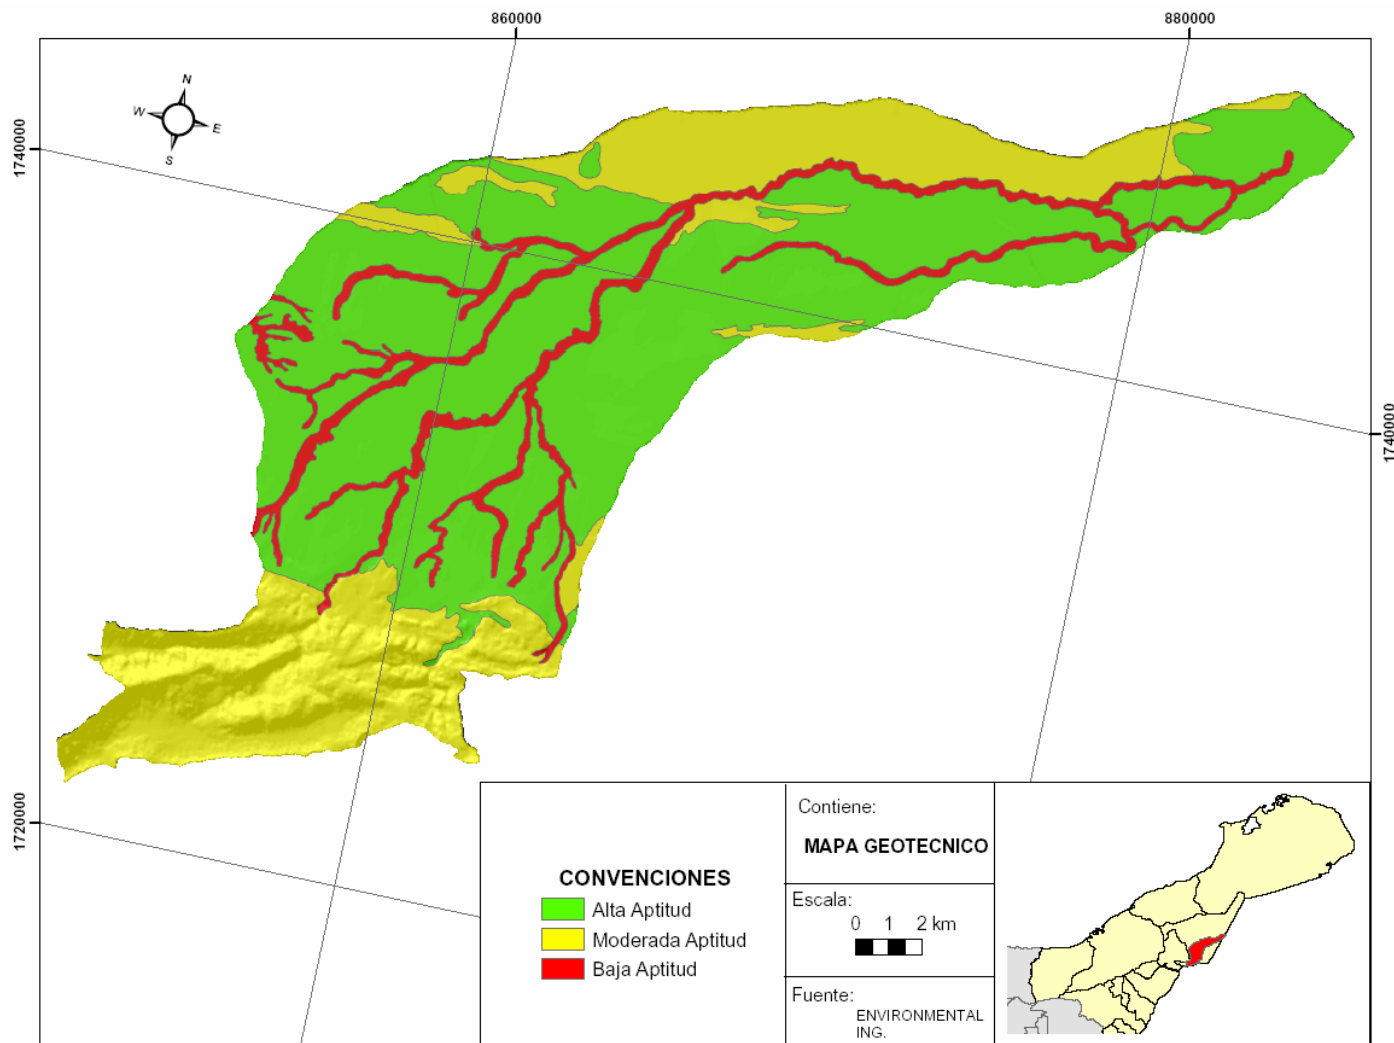 860000
880000
N
W
E
S
1740000
1740000
1720000
CONVENCIONES
Alta Aptitud
Moderada Aptitud
Baja Aptitud
Contiene:
MAPA GEOTECNICO
Escala:
0 1 2 km
Fuente:
ENVIRONMENTAL
ING.